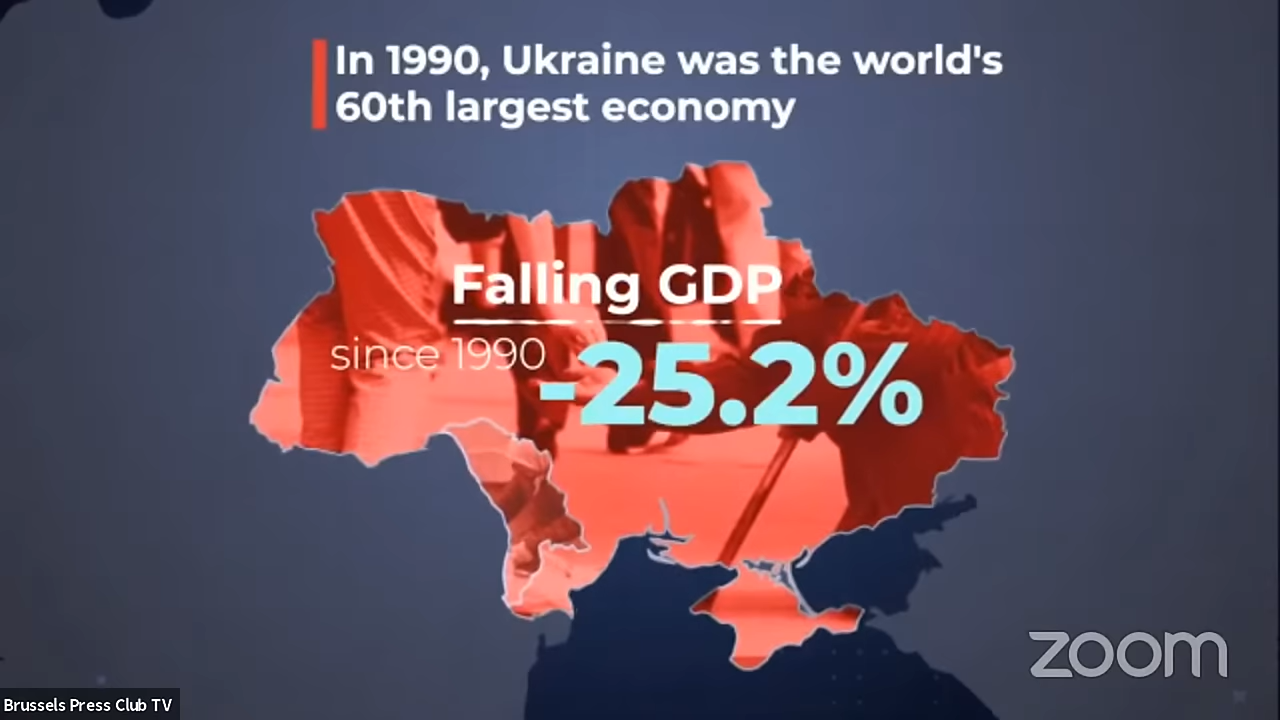 In 1990, Ukraine was the world's
60th largest economy
Falling GDP
since 1990
-25.2%
zoom
Brussels Press Club TV